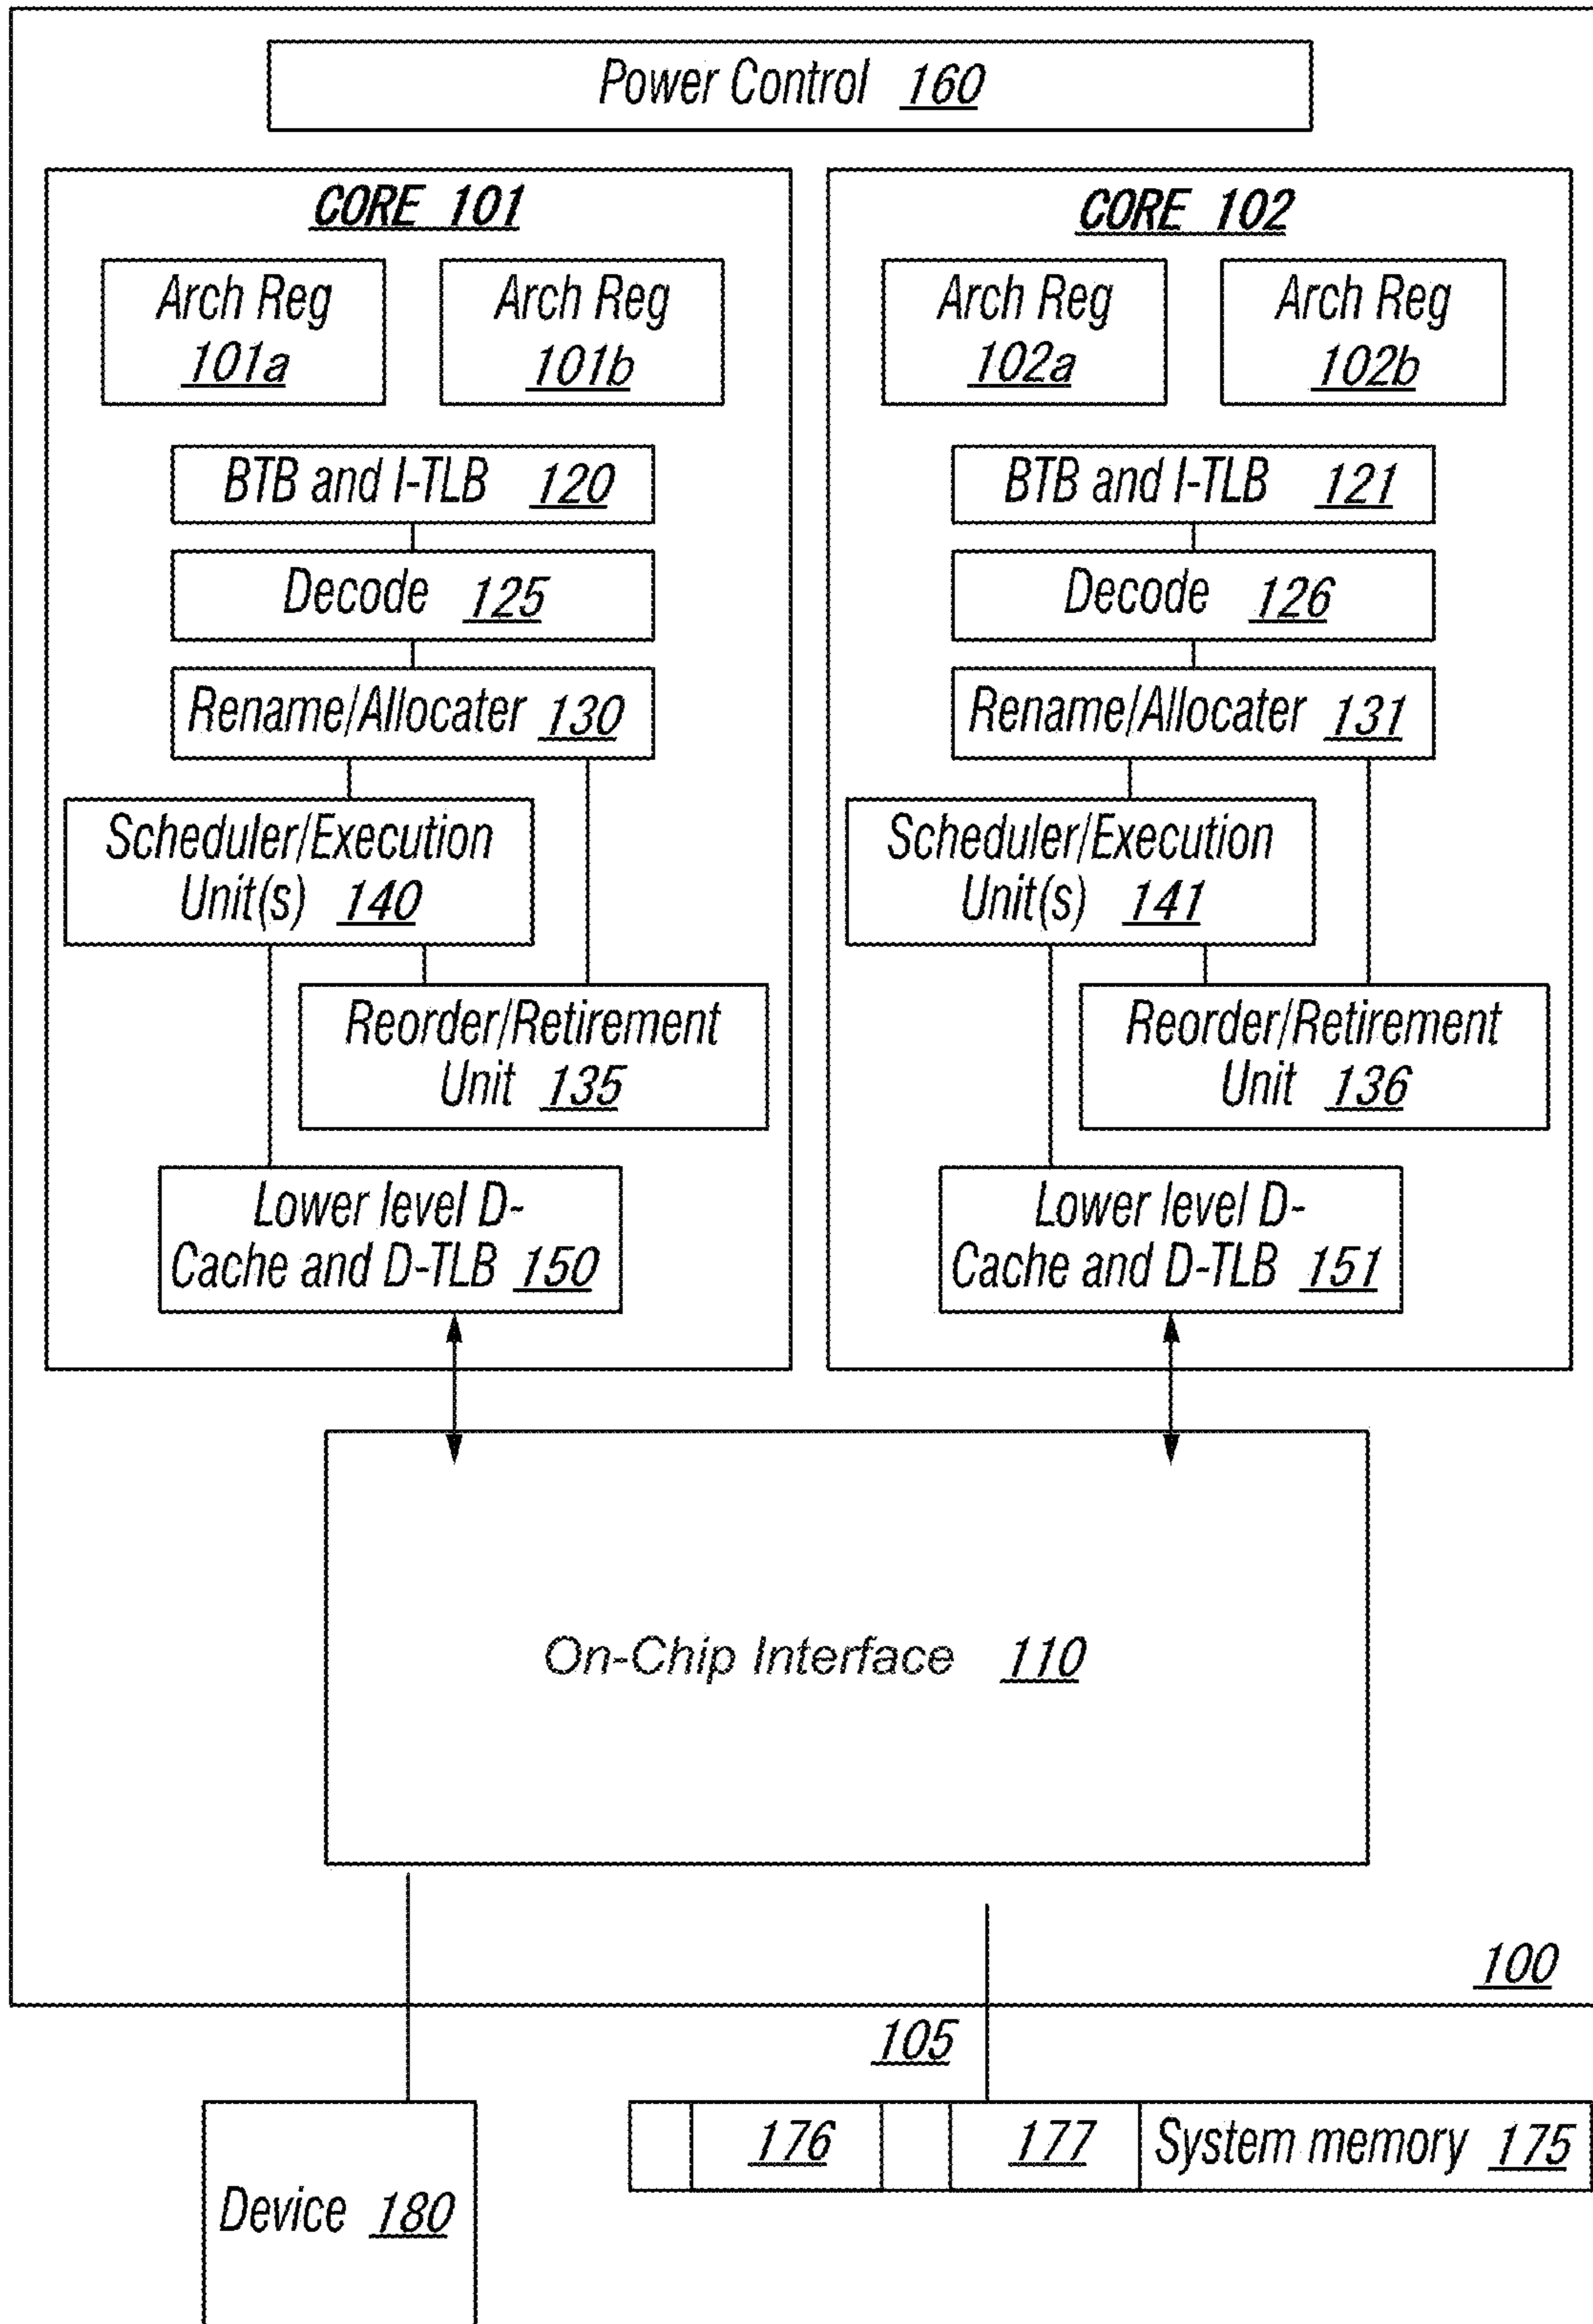 Power Control 160
CORE 101
Arch Reg
101a
Arch Reg
101b
BTB and I-TLB 120
Decode 125
Rename/Allocater 130
Scheduler/Execution
Unit(s) 140
Reorder/Retirement
Unit 135
Lower level D-
Cache and D-TLB 150
CORE 102
Arch Reg
102a
Arch Reg
102b
BTB and I-TLB 121
Decode 126
Rename/Allocater 131
Scheduler/Execution
Unit(s) 141
Reorder/Retirement
Unit 136
Lower level D-
Cache and D-TLB 151
On-Chip Interface 110
100
105
176
177
System memory 175
Device 180